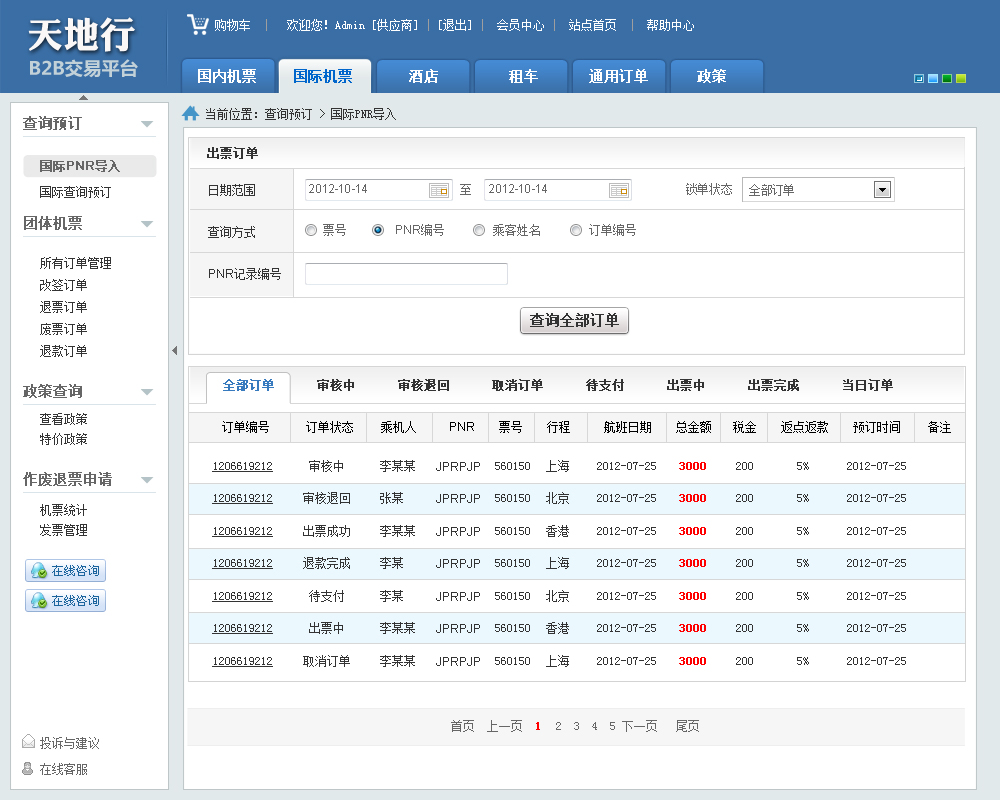 天地行
B2B交易平台
购物车 | 欢迎您! Admin [供应商] | [退出] | 会员中心 | 站点首页 | 帮助中心
国内机票 国际机票 酒店 租车 通用订单 政策
当前位置: 查询预订 > 国际PNR导入
查询预订
国际PNR导入
国际查询预订
团体机票
所有订单管理
改签订单
退票订单
废票订单
退款订单
政策查询
查看政策
特价政策
作废退票申请
机票统计
发票管理
在线咨询
在线咨询
投诉与建议
在线客服
出票订单
日期范围 2012-10-14 至 2012-10-14 锁单状态 全部订单
查询方式 票号 PNR编号 乘客姓名 订单编号
PNR记录编号
查询全部订单
全部订单 审核中 审核退回 取消订单 待支付 出票中 出票完成 当日订单
订单编号 订单状态 乘机人 PNR 票号 行程 航班日期 总金额 税金 返点返款 预订时间 备注
1206619212 审核中 李某某 JPRPJP 560150 上海 2012-07-25 3000 200 5% 2012-07-25
1206619212 审核退回 张某 JPRPJP 560150 北京 2012-07-25 3000 200 5% 2012-07-25
1206619212 出票成功 李某某 JPRPJP 560150 香港 2012-07-25 3000 200 5% 2012-07-25
1206619212 退款完成 李某 JPRPJP 560150 上海 2012-07-25 3000 200 5% 2012-07-25
1206619212 待支付 李某 JPRPJP 560150 北京 2012-07-25 3000 200 5% 2012-07-25
1206619212 出票中 李某某 JPRPJP 560150 香港 2012-07-25 3000 200 5% 2012-07-25
1206619212 取消订单 李某某 JPRPJP 560150 上海 2012-07-25 3000 200 5% 2012-07-25
首页 上一页 1 2 3 4 5 下一页 尾页